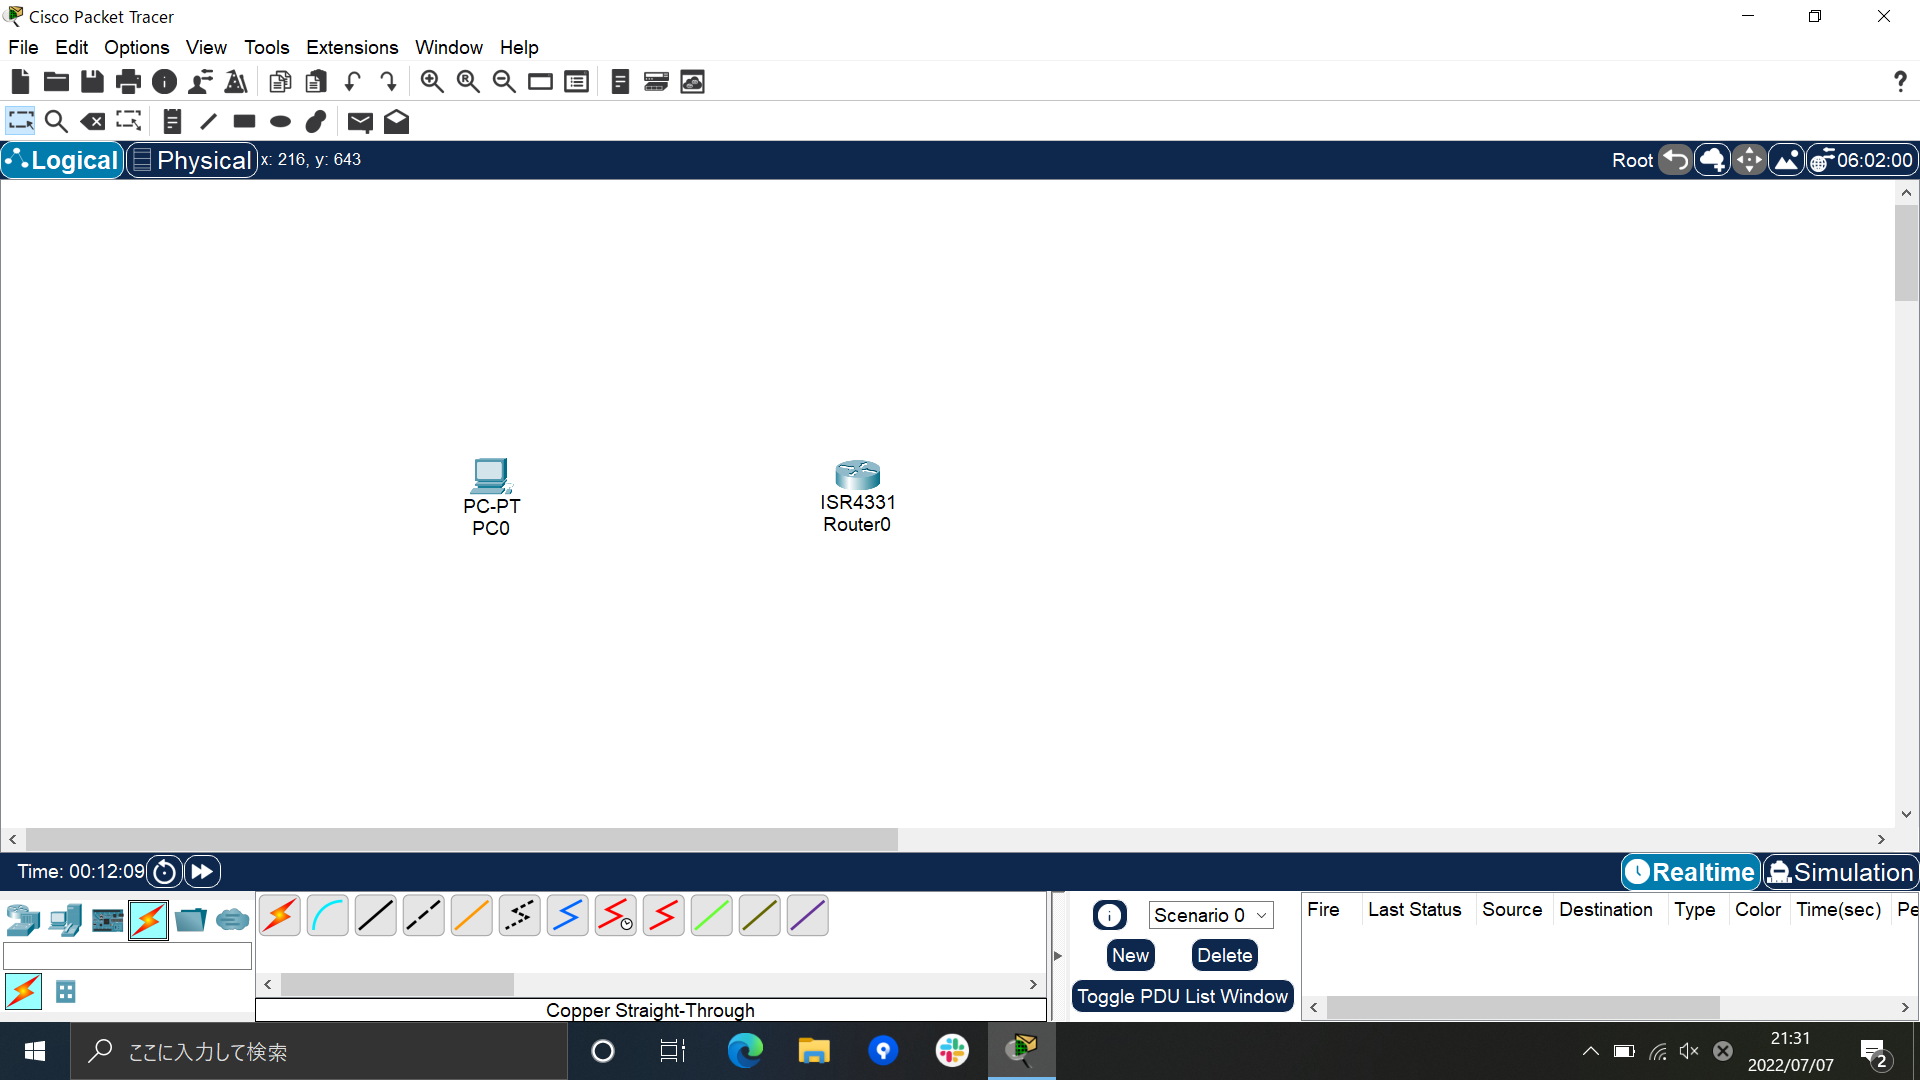 Cisco Packet Tracer
File Edit Options View Tools Extensions Window Help
Logical Physical x: 216, y: 643 Root 06:02:00
PC-PT
PC0
ISR4331
Router0
Time: 00:12:09 Realtime Simulation
Scenario 0
New Delete
Toggle PDU List Window
Fire Last Status Source Destination Type Color Time(sec) Pe
Copper Straight-Through
ここに入力して検索
21:31
2022/07/07
2